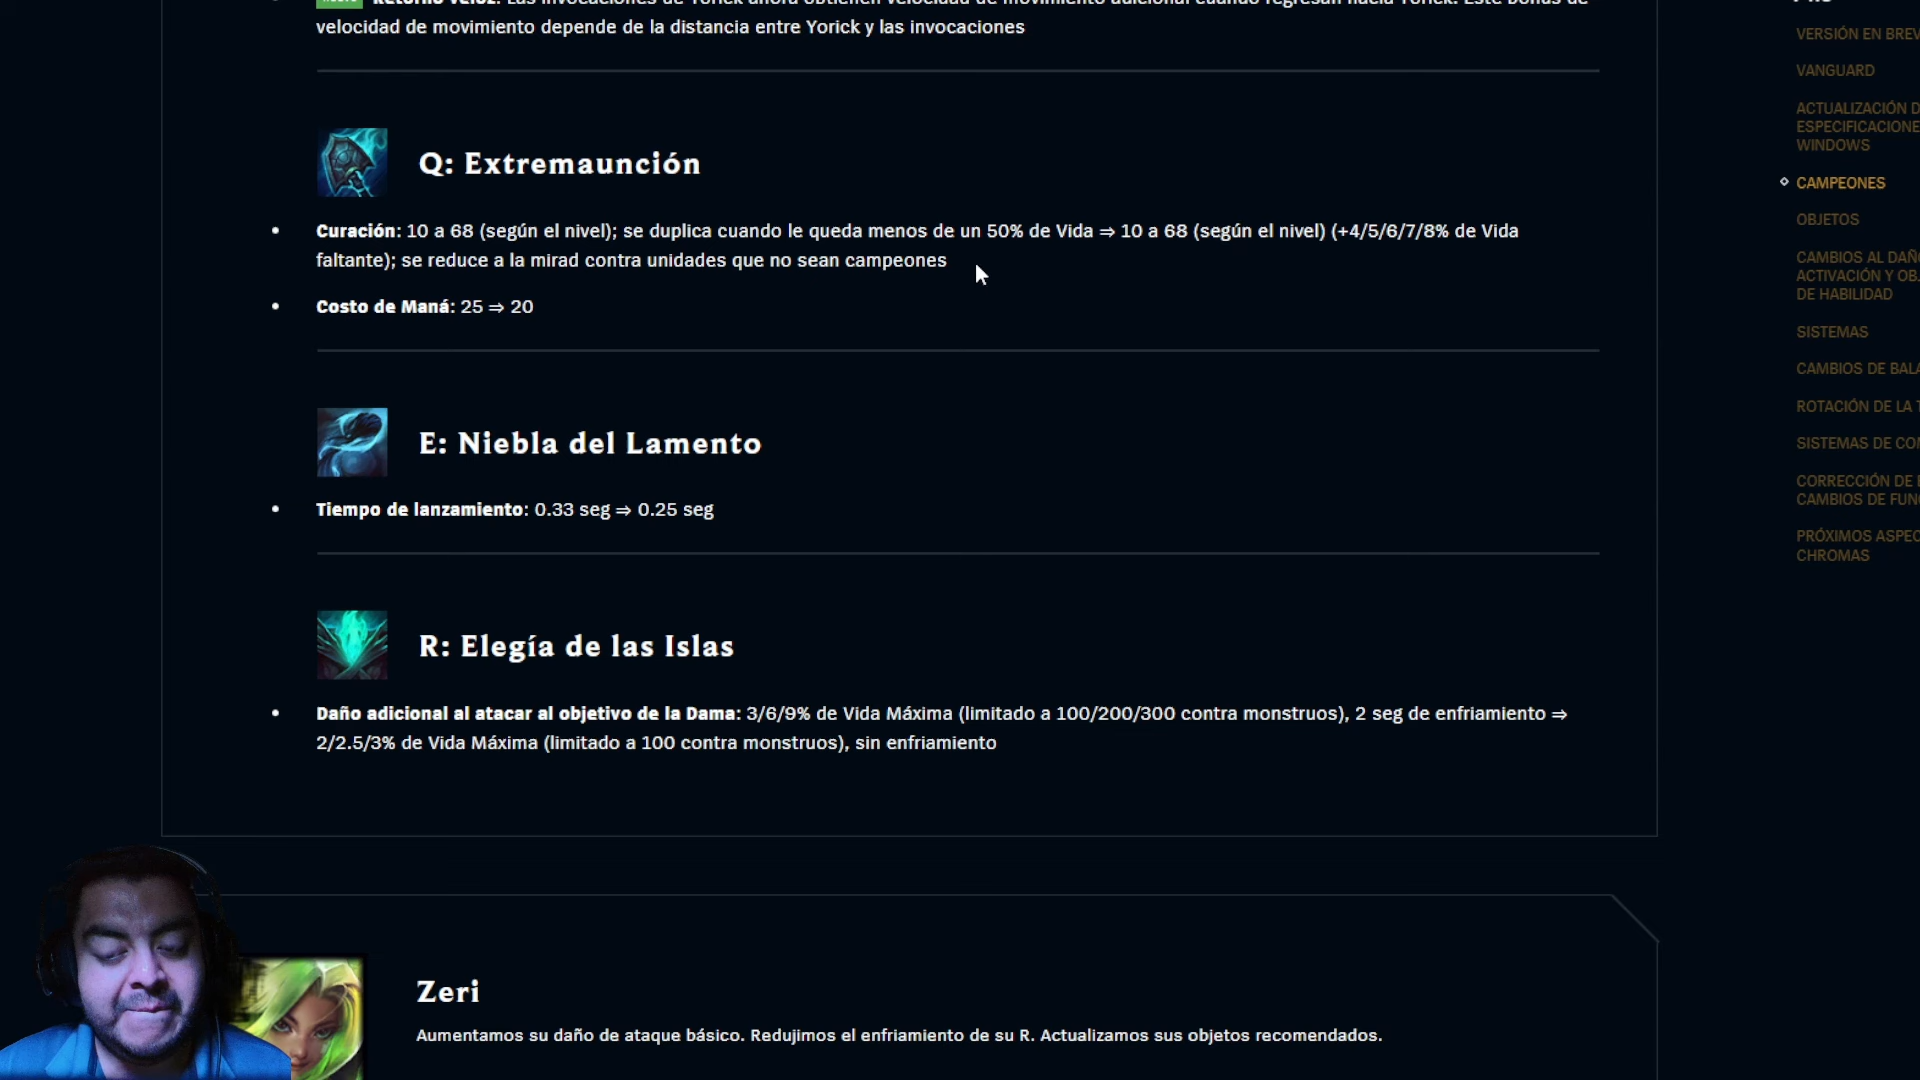 velocidad de movimiento depende de la distancia entre Yorick y las invocaciones
Q: Extremaunción
Curación: 10 a 68 (según el nivel); se duplica cuando le queda menos de un 50% de Vida ⇒ 10 a 68 (según el nivel) (+4/5/6/7/8% de Vida
faltante); se reduce a la mirad contra unidades que no sean campeones
Costo de Maná: 25 ⇒ 20
E: Niebla del Lamento
Tiempo de lanzamiento: 0.33 seg ⇒ 0.25 seg
R: Elegía de las Islas
Daño adicional al atacar al objetivo de la Dama: 3/6/9% de Vida Máxima (limitado a 100/200/300 contra monstruos), 2 seg de enfriamiento ⇒
2/2.5/3% de Vida Máxima (limitado a 100 contra monstruos), sin enfriamiento
Zeri
Aumentamos su daño de ataque básico. Redujimos el enfriamiento de su R. Actualizamos sus objetos recomendados.
VERSIÓN EN BREV
VANGUARD
ACTUALIZACIÓN D
ESPECIFICACIONE
WINDOWS
CAMPEONES
OBJETOS
CAMBIOS AL DAÑ
ACTIVACIÓN Y OB
DE HABILIDAD
SISTEMAS
CAMBIOS DE BALA
ROTACIÓN DE LA T
SISTEMAS DE CO
CORRECCIÓN DE
CAMBIOS DE FUN
PRÓXIMOS ASPEC
CHROMAS